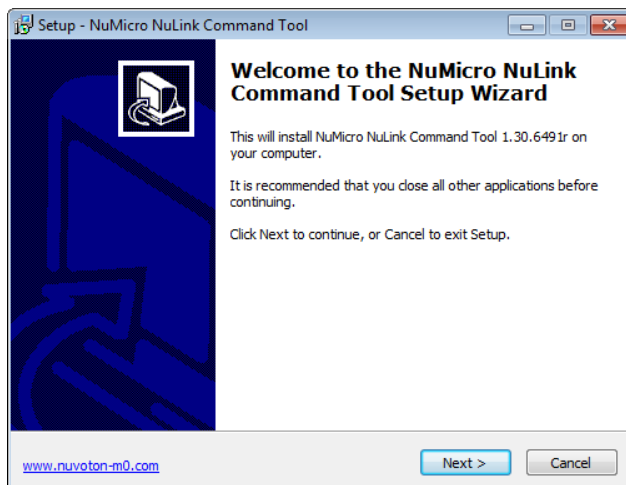 Setup - NuMicro NuLink Command Tool
Welcome to the NuMicro NuLink
Command Tool Setup Wizard
This will install NuMicro NuLink Command Tool 1.30.6491r on
your computer.
It is recommended that you close all other applications before
continuing.
Click Next to continue, or Cancel to exit Setup.
www.nuvoton-m0.com
Next >
Cancel